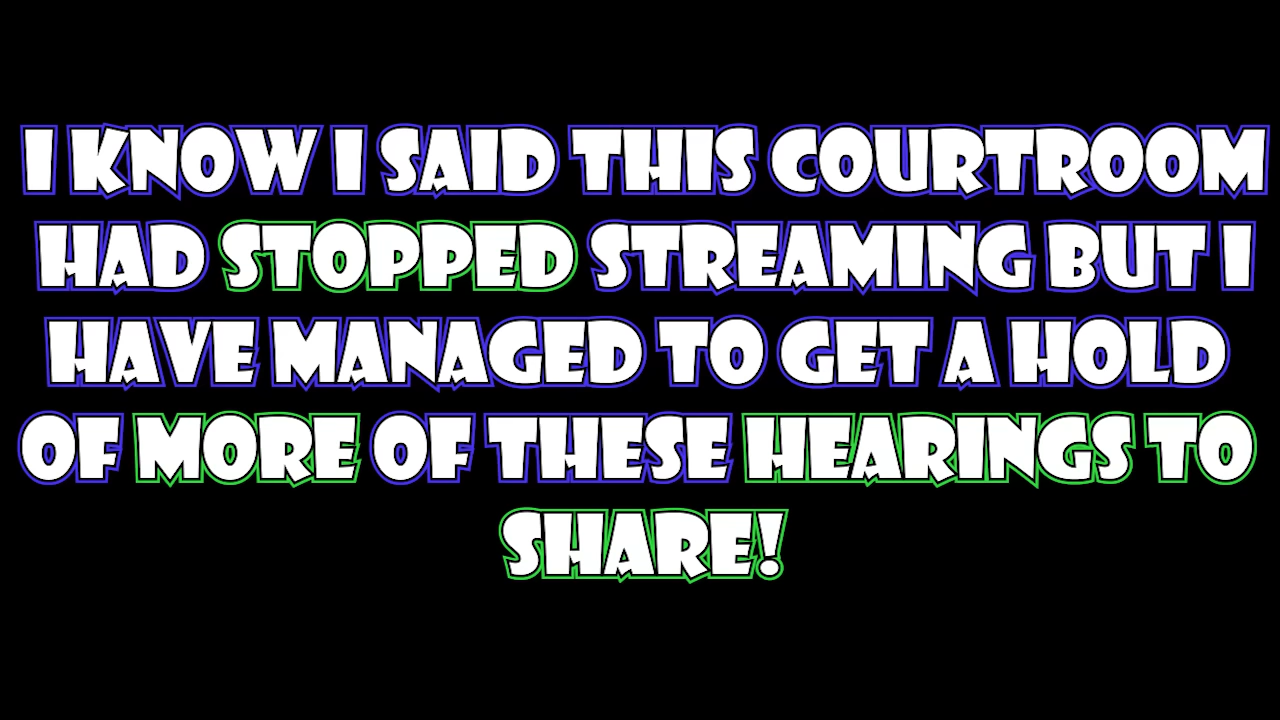 I KNOW I SAID THIS COURTROOM
HAD STOPPED STREAMING BUT I
HAVE MANAGED TO GET A HOLD
OF MORE OF THESE HEARINGS TO
SHARE!